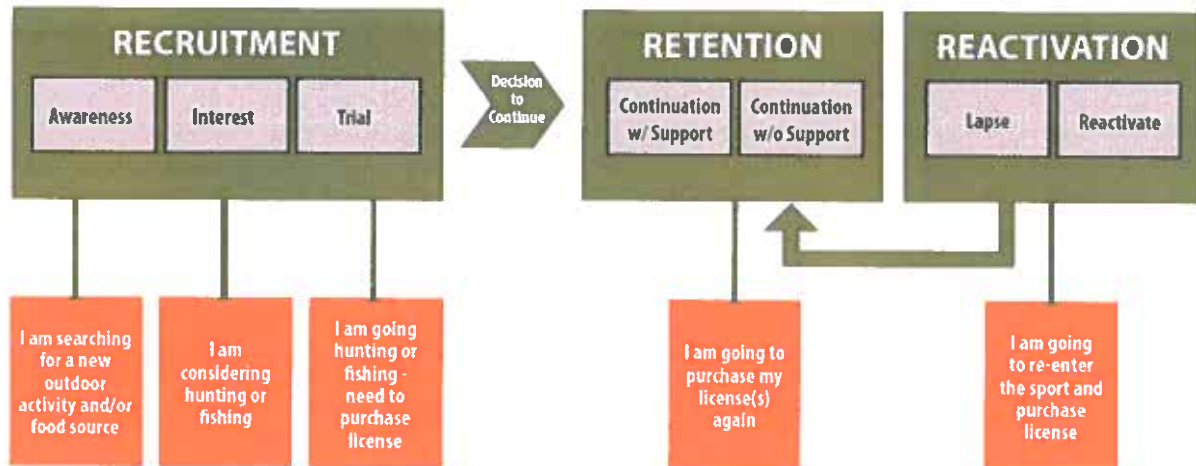 RECRUITMENT
Awareness
Interest
Trial
Decision
to
Continue
RETENTION
Continuation
w/ Support
Continuation
w/o Support
REACTIVATION
Lapse
Reactivate
I am searching
for a new
outdoor
activity and/or
food source
I am
considering
hunting or
fishing
I am going
hunting or
fishing -
need to
purchase
license
I am going to
purchase my
license(s)
again
I am going
to re-enter
the sport and
purchase
license